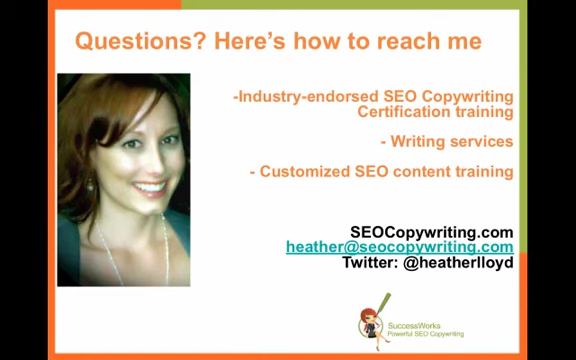 Questions? Here's how to reach me
-Industry-endorsed SEO Copywriting
Certification training
- Writing services
- Customized SEO content training
SEOCopywriting.com
heather@seocopywriting.com
Twitter: @heatherlloyd
SuccessWorks
Powerful SEO Copywriting